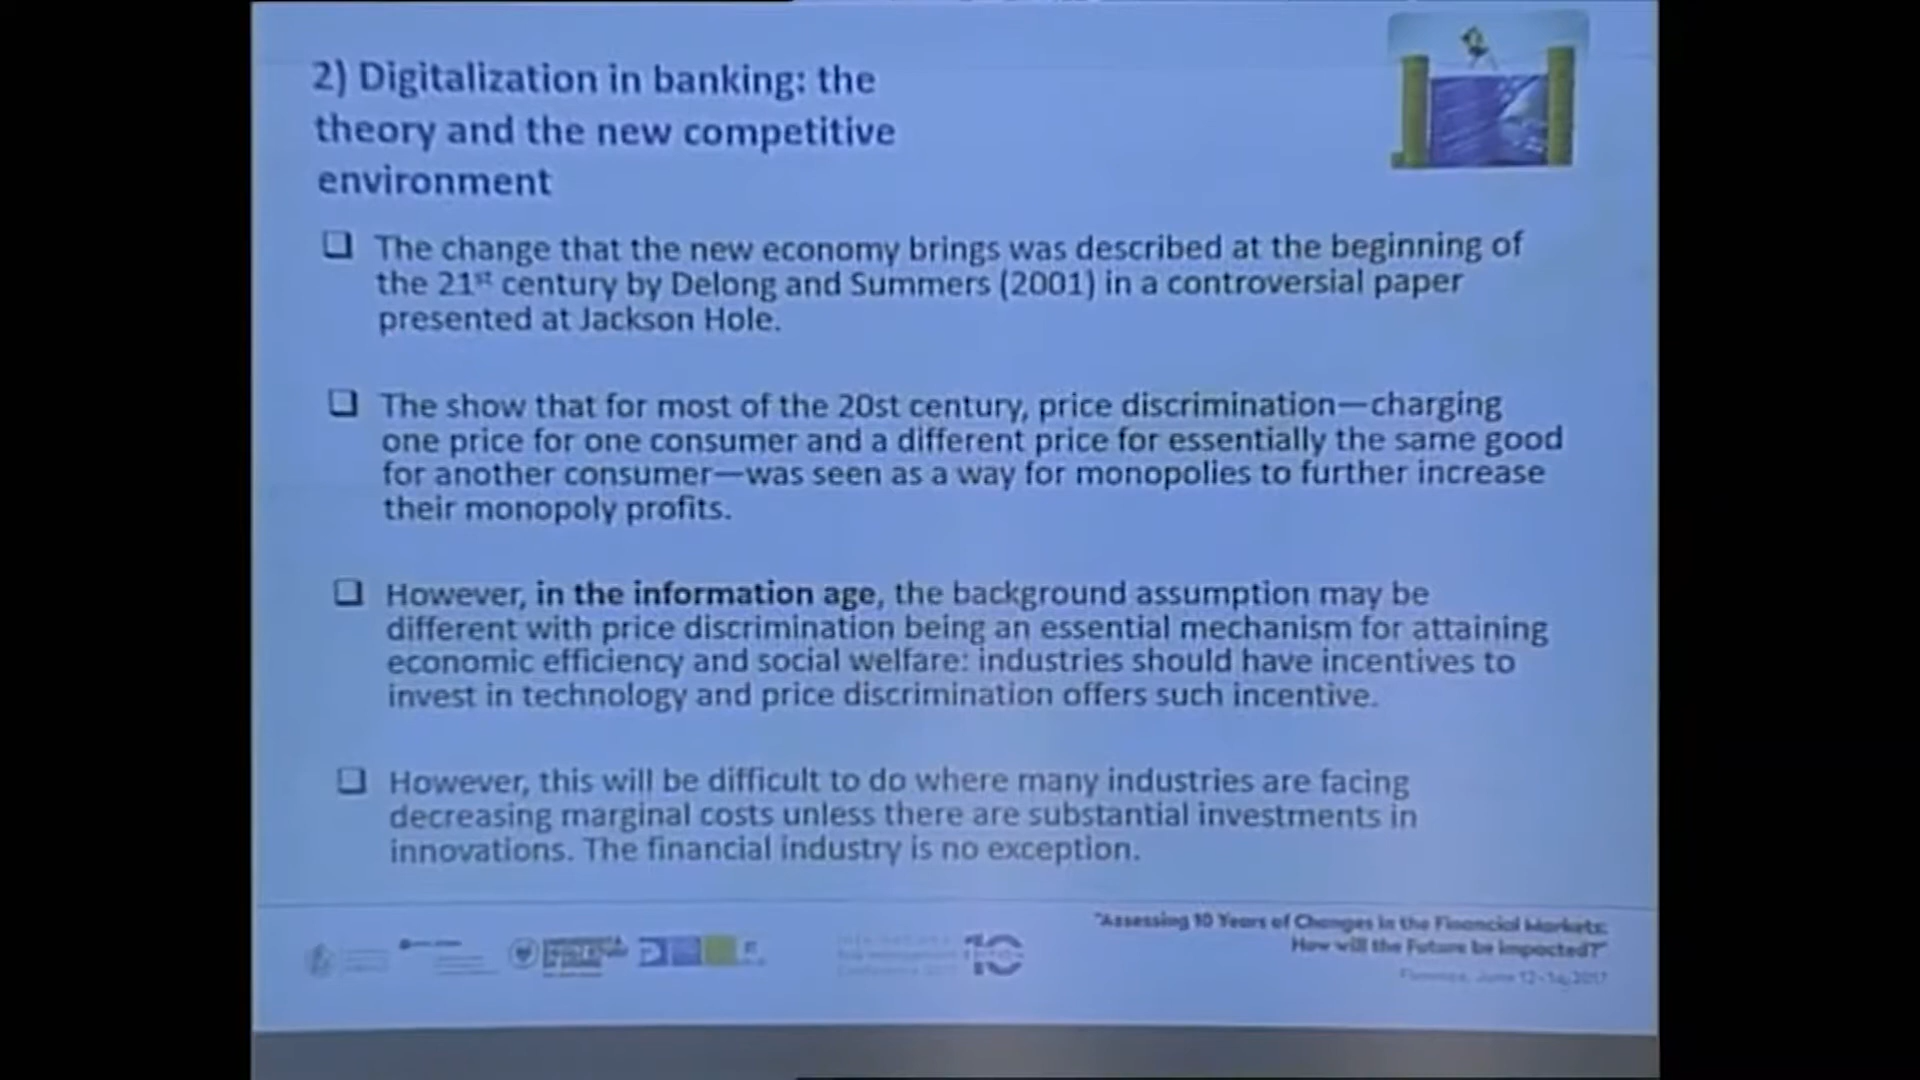 2) Digitalization in banking: the
theory and the new competitive
environment
The change that the new economy brings was described at the beginning of
the 21st century by Delong and Summers (2001) in a controversial paper
presented at Jackson Hole.
The show that for most of the 20st century, price discrimination—charging
one price for one consumer and a different price for essentially the same good
for another consumer—was seen as a way for monopolies to further increase
their monopoly profits.
However, in the information age, the background assumption may be
different with price discrimination being an essential mechanism for attaining
economic efficiency and social welfare: industries should have incentives to
invest in technology and price discrimination offers such incentive.
However, this will be difficult to do where many industries are facing
decreasing marginal costs unless there are substantial investments in
innovations. The financial industry is no exception.
"Assessing 10 Years of Changes in the Financial Markets:
How will the Future be impacted?"
June 12-14, 2017
10